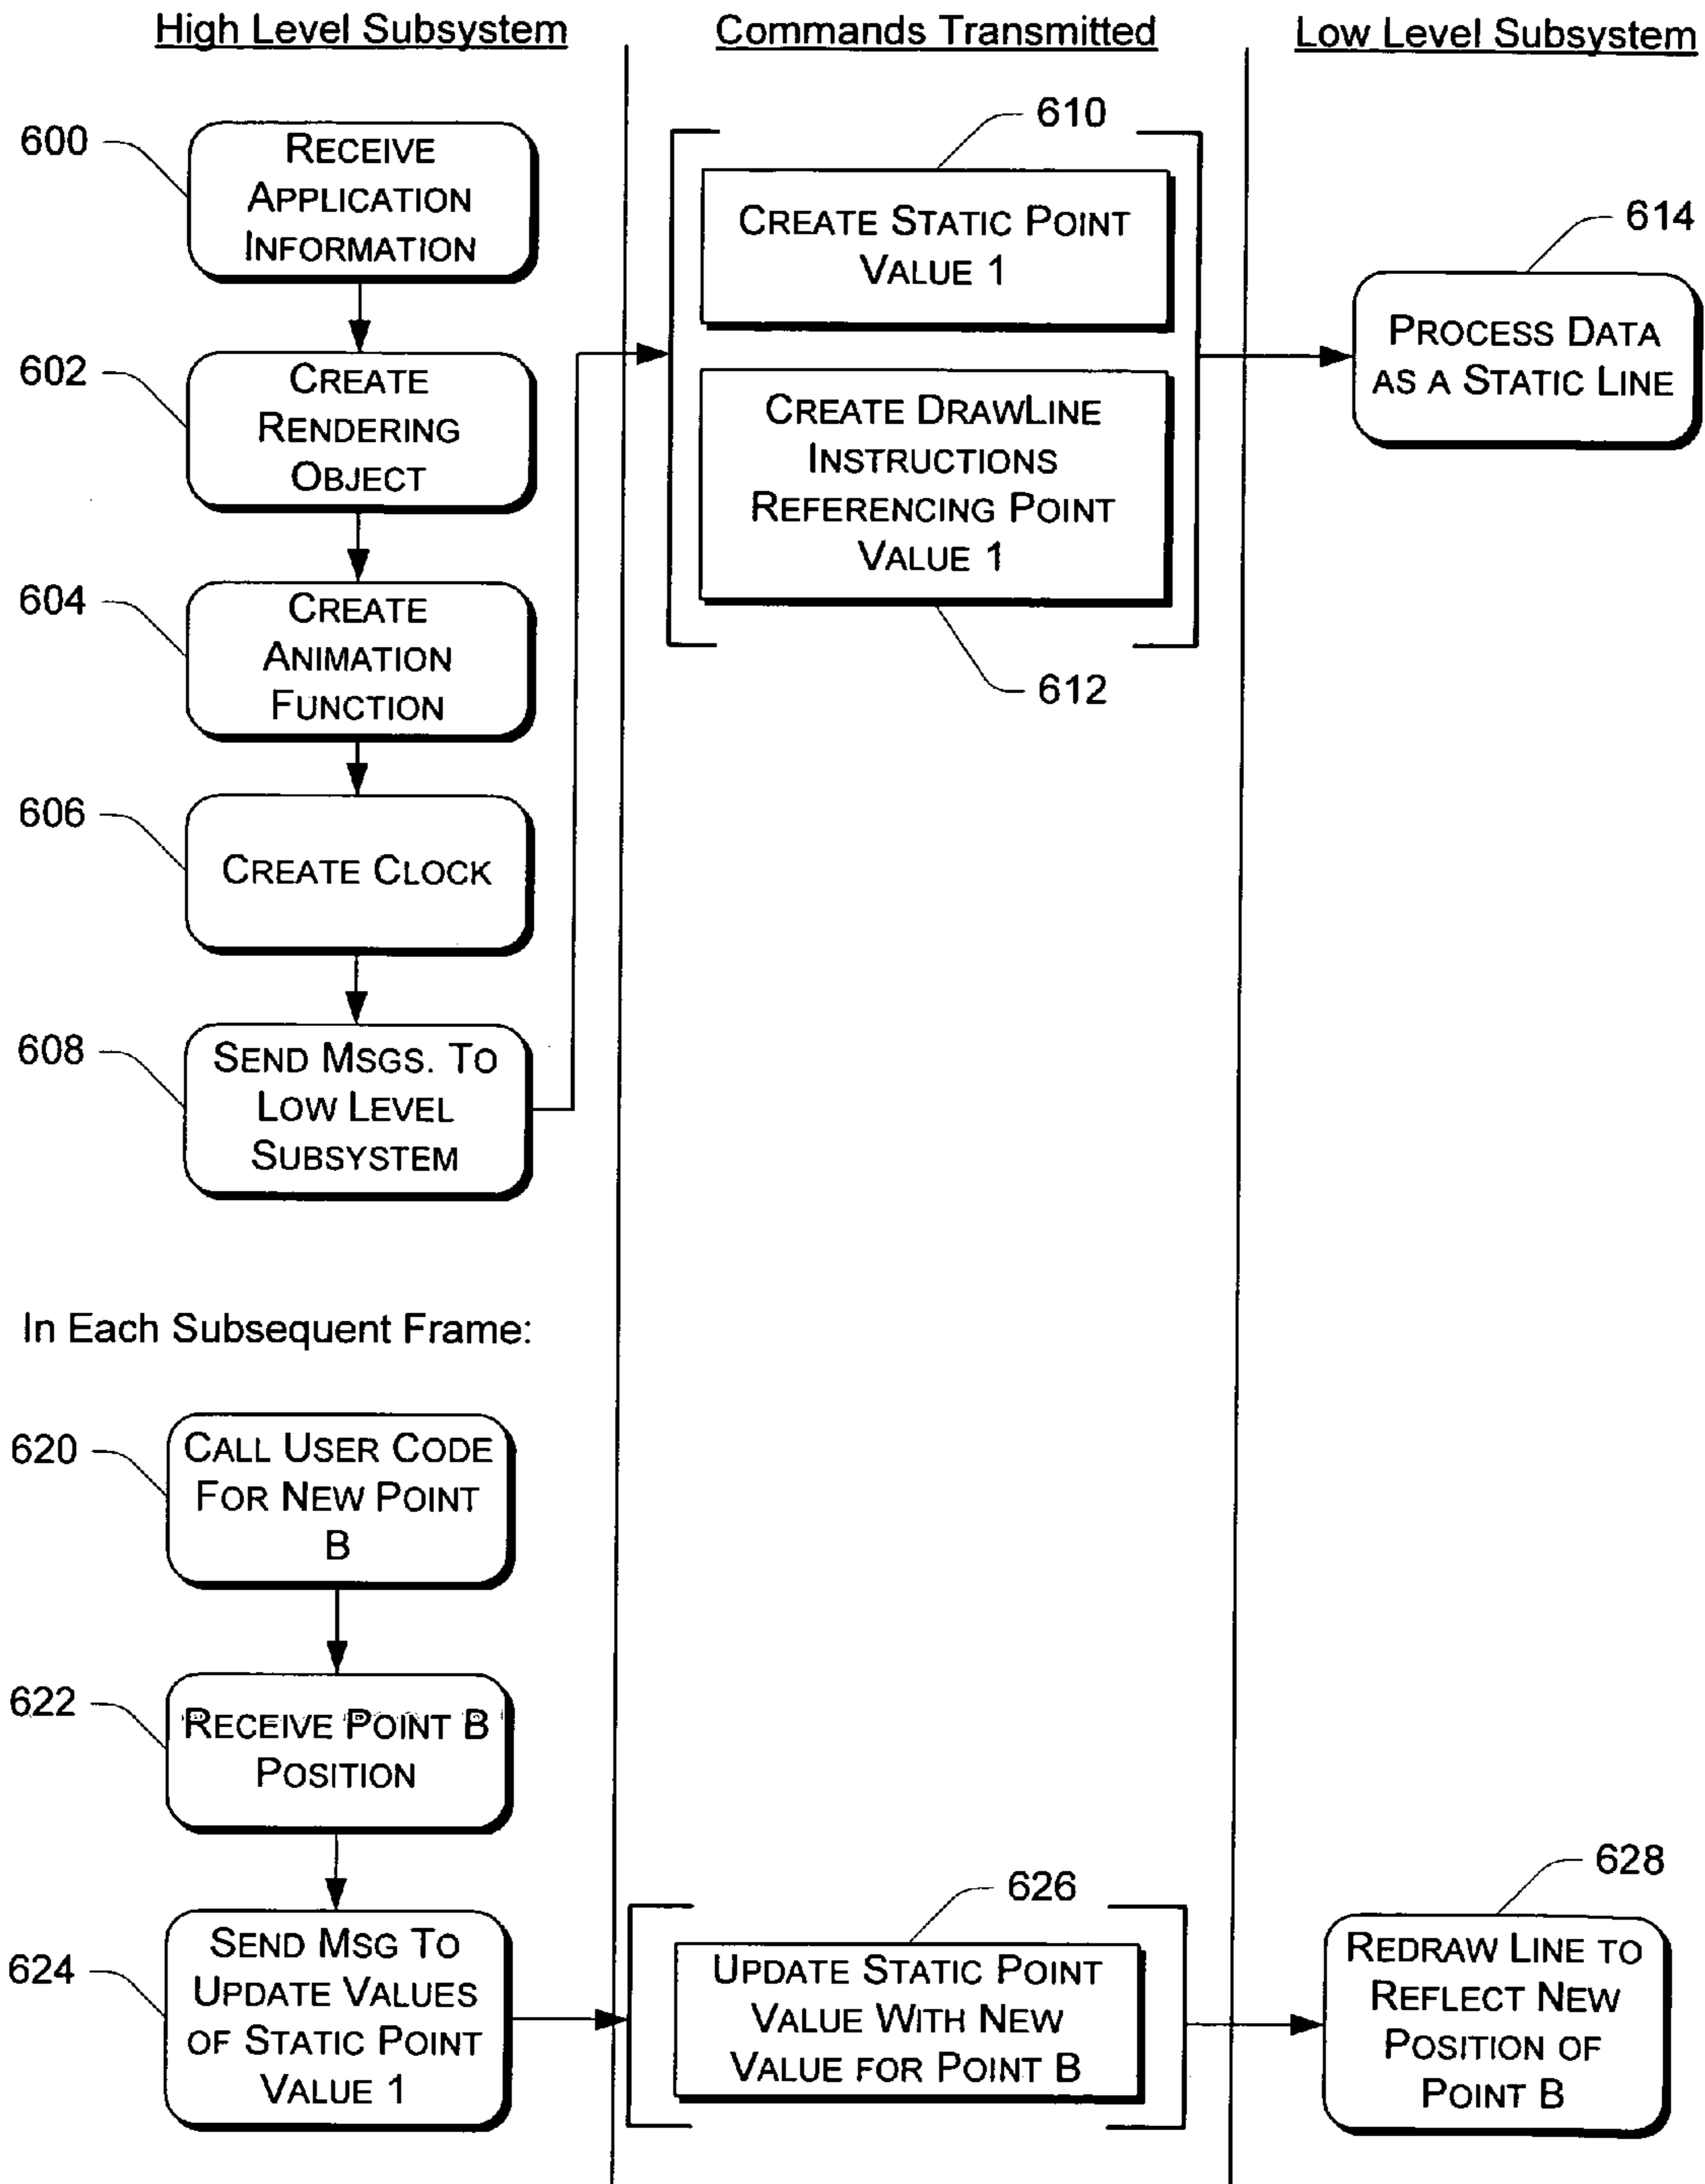 High Level Subsystem
Commands Transmitted
Low Level Subsystem
600
RECEIVE
APPLICATION
INFORMATION
602
CREATE
RENDERING
OBJECT
604
CREATE
ANIMATION
FUNCTION
606
CREATE CLOCK
608
SEND MSGS. TO
LOW LEVEL
SUBSYSTEM
610
CREATE STATIC POINT
VALUE 1
CREATE DRAWLINE
INSTRUCTIONS
REFERENCING POINT
VALUE 1
612
614
PROCESS DATA
AS A STATIC LINE
In Each Subsequent Frame:
620
CALL USER CODE
FOR NEW POINT
B
622
RECEIVE POINT B
POSITION
624
SEND MSG TO
UPDATE VALUES
OF STATIC POINT
VALUE 1
626
UPDATE STATIC POINT
VALUE WITH NEW
VALUE FOR POINT B
628
REDRAW LINE TO
REFLECT NEW
POSITION OF
POINT B